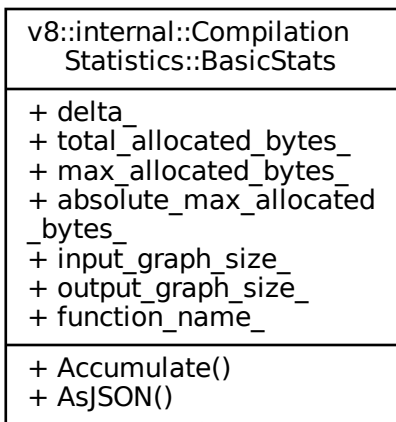 v8::internal::Compilation
Statistics::BasicStats
+ delta_
+ total_allocated_bytes_
+ max_allocated_bytes_
+ absolute_max_allocated
_bytes_
+ input_graph_size_
+ output_graph_size_
+ function_name_
+ Accumulate()
+ AsJSON()